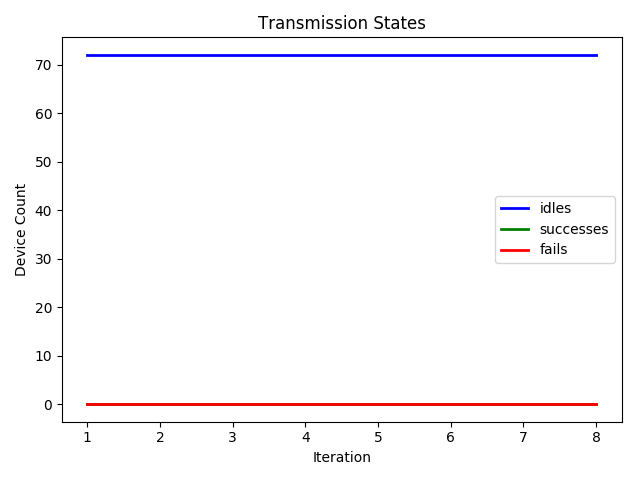 Transmission States
Device Count
70
60
50
40
30
20
10
0
idles
successes
fails
1 2 3 4 5 6 7 8
Iteration